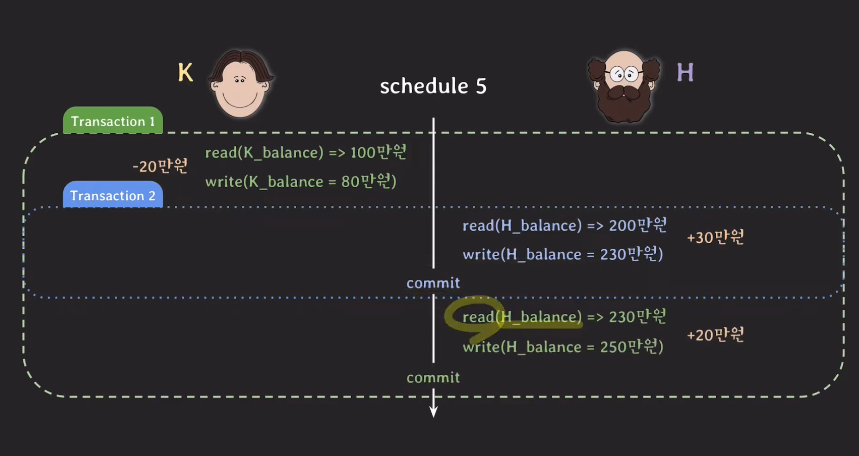 K
schedule 5
H
Transaction 1
-20만원
read(K_balance) => 100만원
write(K_balance = 80만원)
Transaction 2
read(H_balance) => 200만원
write(H_balance = 230만원)
+30만원
commit
read(H_balance) => 230만원
write(H_balance = 250만원)
+20만원
commit